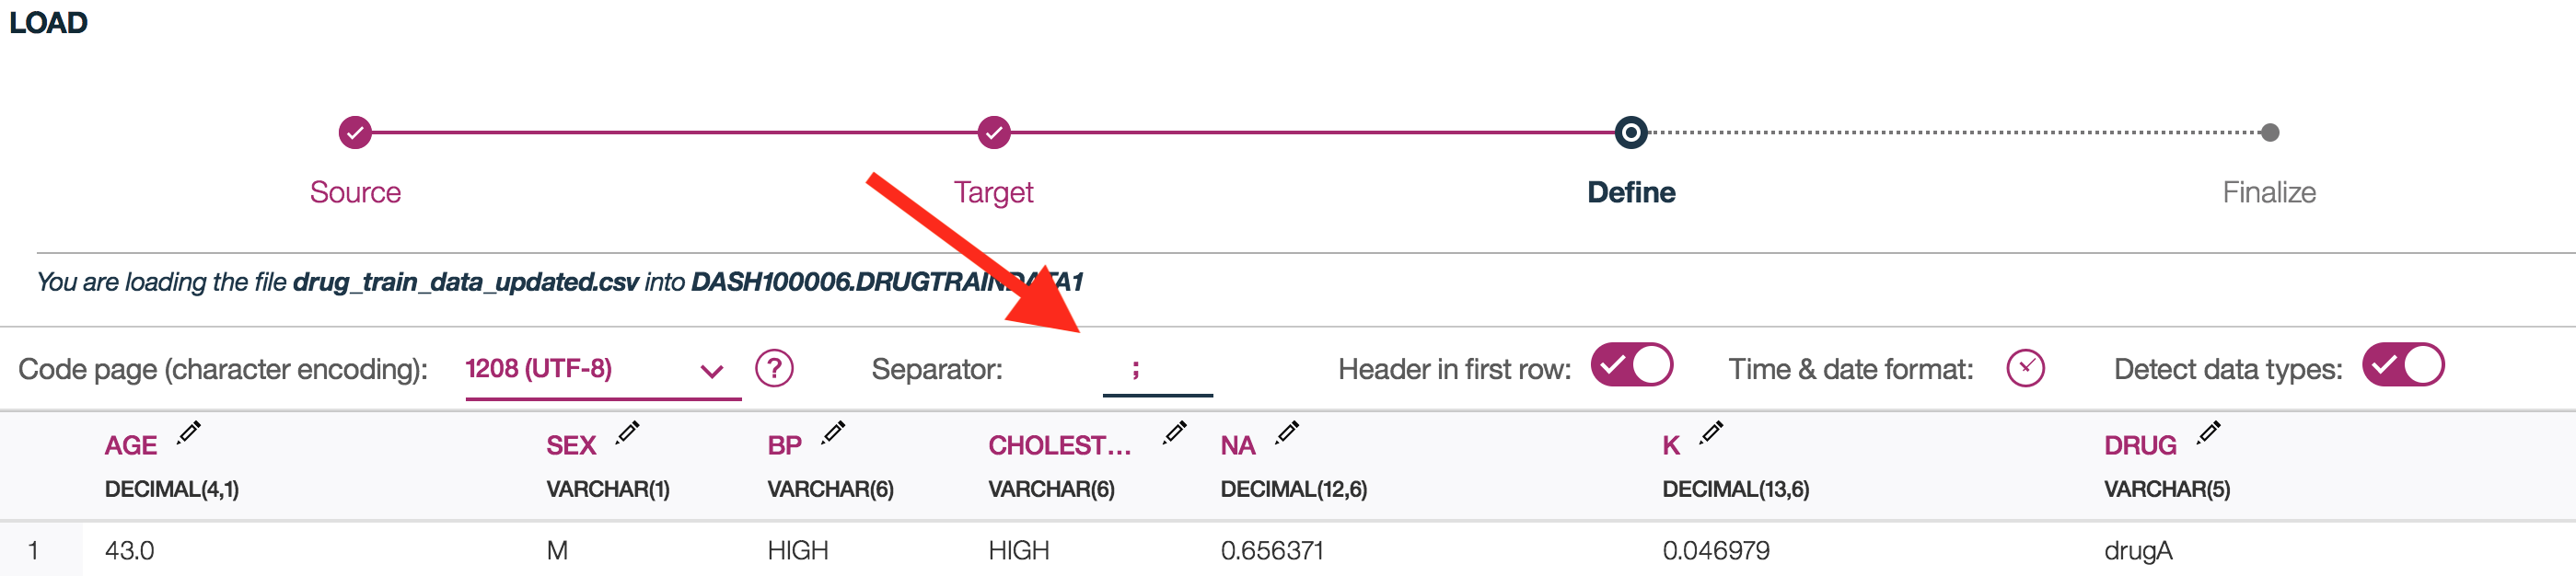 LOAD
Source Target Define Finalize
You are loading the file drug_train_data_updated.csv into DASH100006.DRUGTRAINDATA1
Code page (character encoding): 1208 (UTF-8) ? Separator: ; Header in first row: Time & date format: Detect data types:
AGE SEX BP CHOLEST... NA K DRUG
DECIMAL(4,1) VARCHAR(1) VARCHAR(6) VARCHAR(6) DECIMAL(12,6) DECIMAL(13,6) VARCHAR(5)
1 43.0 M HIGH HIGH 0.656371 0.046979 drugA